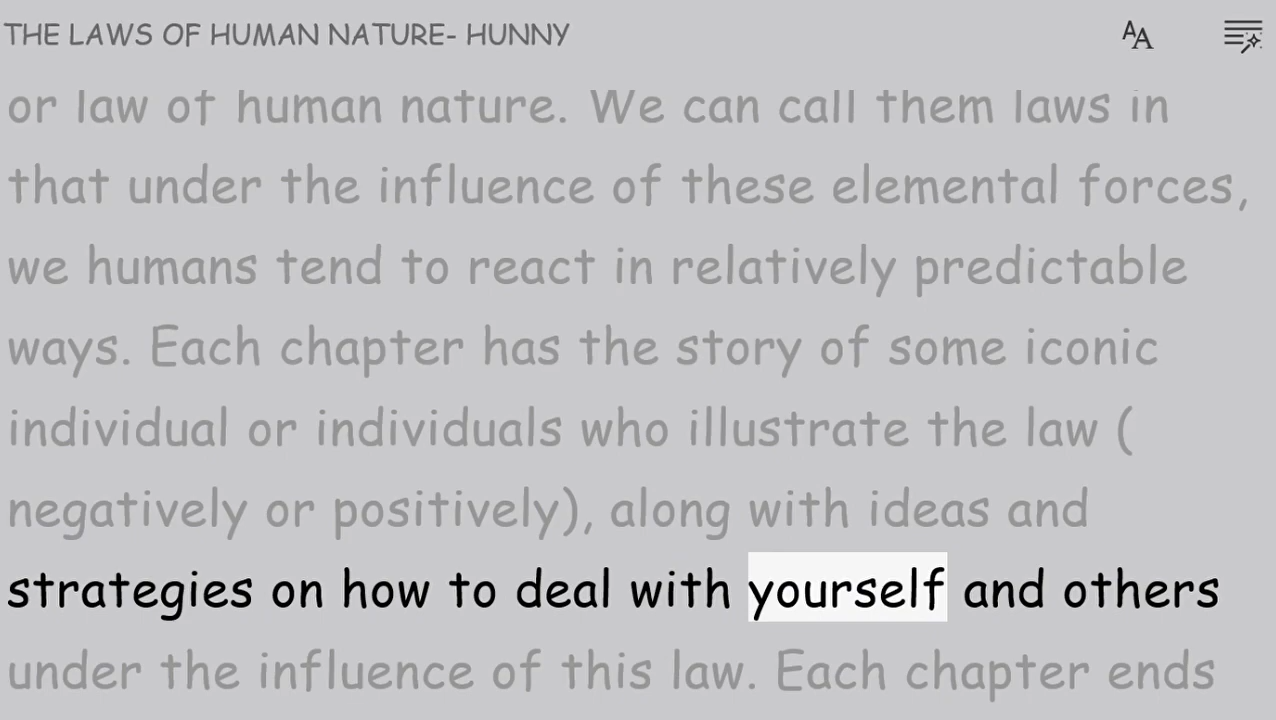 THE LAWS OF HUMAN NATURE- HUNNY
or law of human nature. We can call them laws in
that under the influence of these elemental forces,
we humans tend to react in relatively predictable
ways. Each chapter has the story of some iconic
individual or individuals who illustrate the law (
negatively or positively), along with ideas and
strategies on how to deal with yourself and others
under the influence of this law. Each chapter ends